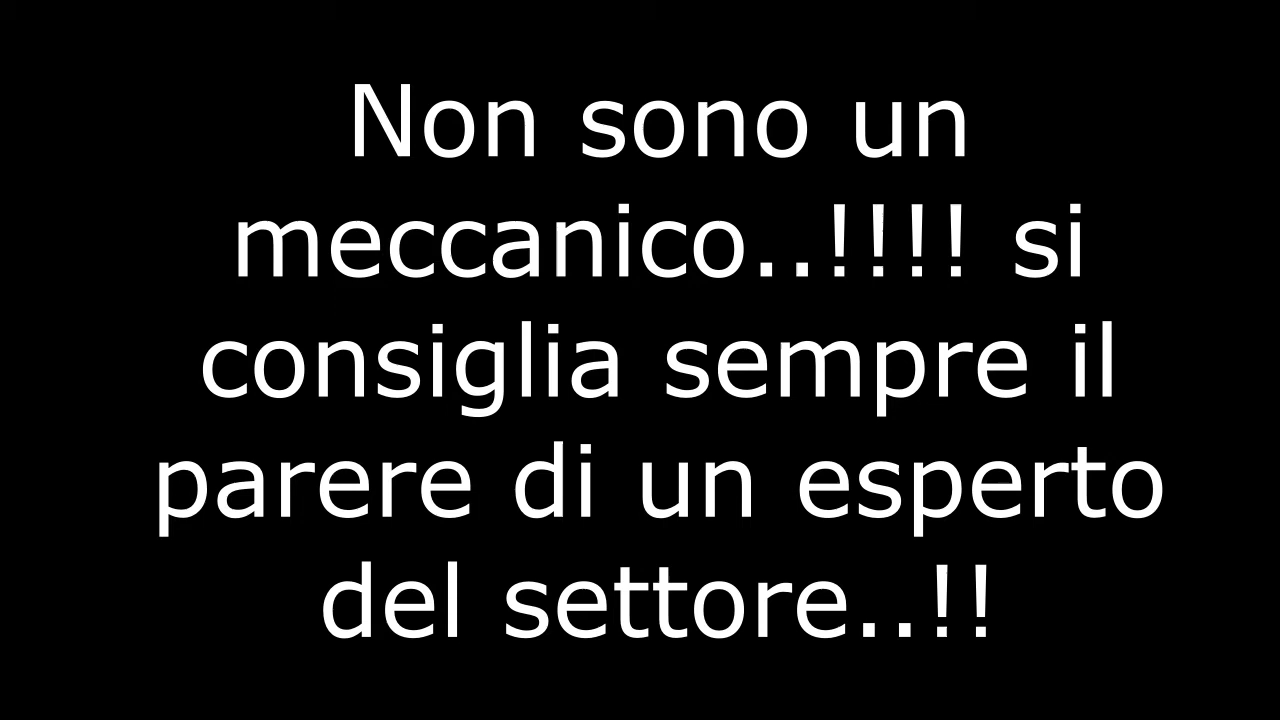 Non sono un
meccanico..!!!! si
consiglia sempre il
parere di un esperto
del settore..!!